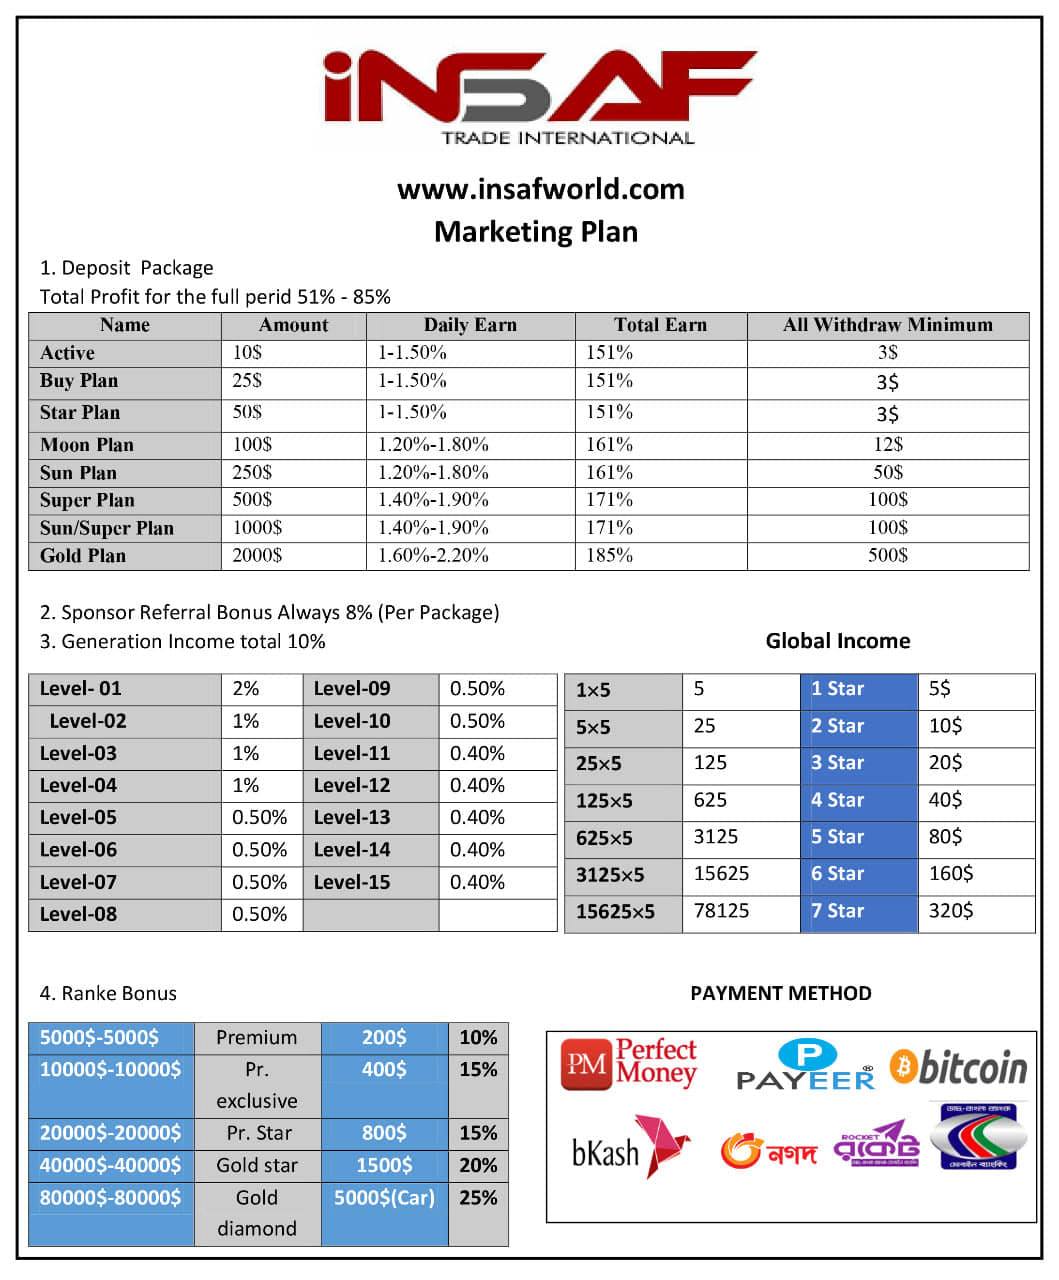 iNSAF
TRADE INTERNATIONAL
www.insafworld.com
Marketing Plan
1. Deposit Package
Total Profit for the full perid 51% - 85%
Name Amount Daily Earn Total Earn All Withdraw Minimum
Active 10$ 1-1.50% 151% 3$
Buy Plan 25$ 1-1.50% 151% 3$
Star Plan 50$ 1-1.50% 151% 3$
Moon Plan 100$ 1.20%-1.80% 161% 12$
Sun Plan 250$ 1.20%-1.80% 161% 50$
Super Plan 500$ 1.40%-1.90% 171% 100$
Sun/Super Plan 1000$ 1.40%-1.90% 171% 100$
Gold Plan 2000$ 1.60%-2.20% 185% 500$
2. Sponsor Referral Bonus Always 8% (Per Package)
3. Generation Income total 10%
Level- 01 2% Level-09 0.50%
Level-02 1% Level-10 0.50%
Level-03 1% Level-11 0.40%
Level-04 1% Level-12 0.40%
Level-05 0.50% Level-13 0.40%
Level-06 0.50% Level-14 0.40%
Level-07 0.50% Level-15 0.40%
Level-08 0.50%
Global Income
1×5 5 1 Star 5$
5×5 25 2 Star 10$
25×5 125 3 Star 20$
125×5 625 4 Star 40$
625×5 3125 5 Star 80$
3125×5 15625 6 Star 160$
15625×5 78125 7 Star 320$
4. Ranke Bonus
5000$-5000$ Premium 200$ 10%
10000$-10000$ Pr. 400$ 15%
exclusive
20000$-20000$ Pr. Star 800$ 15%
40000$-40000$ Gold star 1500$ 20%
80000$-80000$ Gold 5000$(Car) 25%
diamond
PAYMENT METHOD
PM Perfect
Money
P
PAYEER®
bitcoin
bKash
নগদ
ROCKET
রকেট
ডাচ্-বাংলা ব্যাংক
মোবাইল ব্যাংকিং